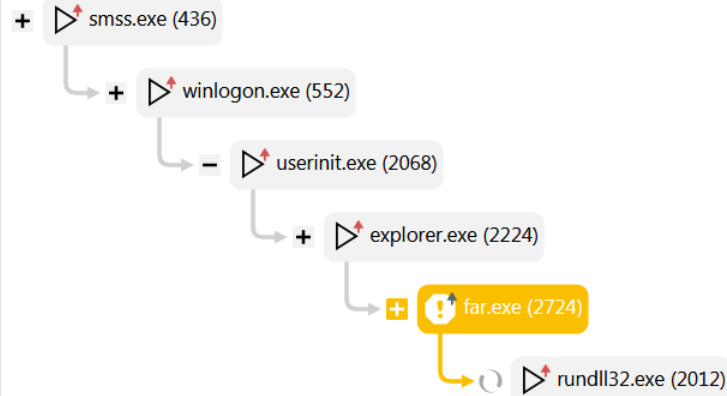 smss.exe (436)
winlogon.exe (552)
userinit.exe (2068)
explorer.exe (2224)
far.exe (2724)
rundll32.exe (2012)